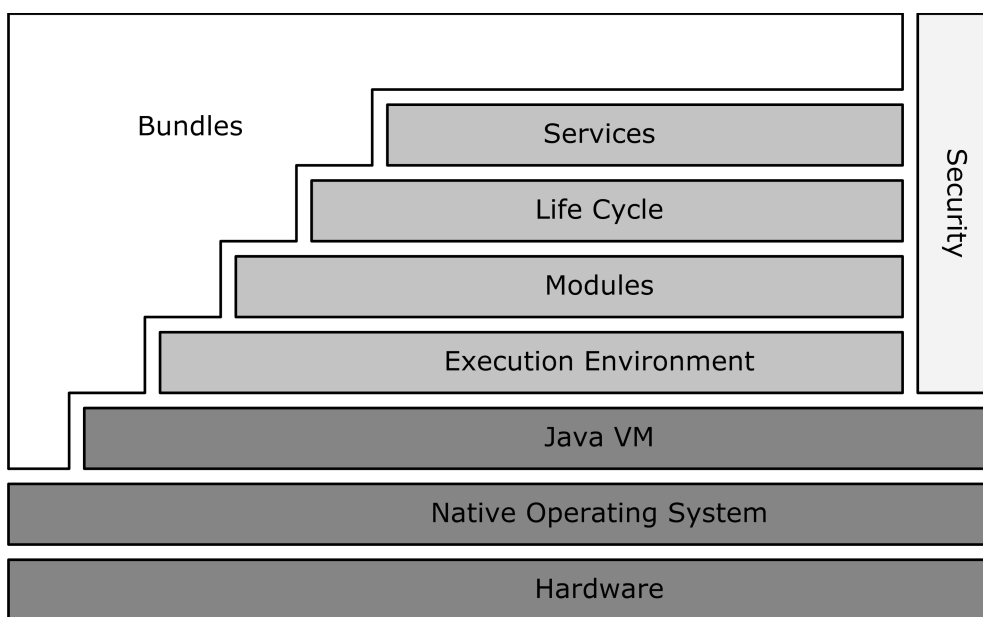 Bundles
Services
Life Cycle
Modules
Execution Environment
Java VM
Native Operating System
Hardware
Security